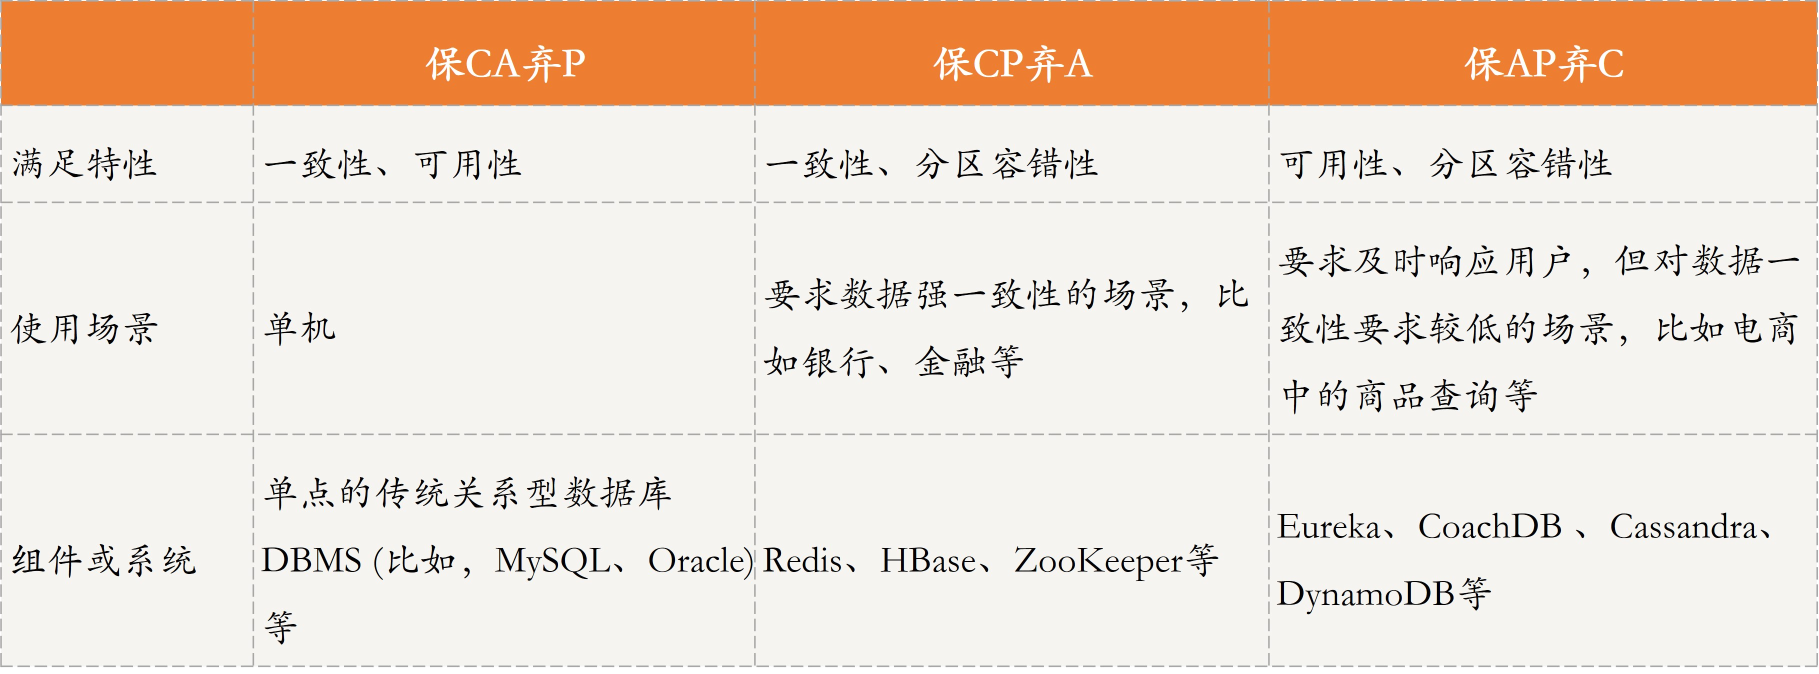 保CA弃P 保CP弃A 保AP弃C
满足特性 一致性、可用性 一致性、分区容错性 可用性、分区容错性
使用场景
单机
要求数据强一致性的场景，比
如银行、金融等
要求及时响应用户，但对数据一
致性要求较低的场景，比如电商
中的商品查询等
组件或系统
单点的传统关系型数据库
DBMS (比如，MySQL、Oracle)
等
Redis、HBase、ZooKeeper等
Eureka、CoachDB 、Cassandra、
DynamoDB等